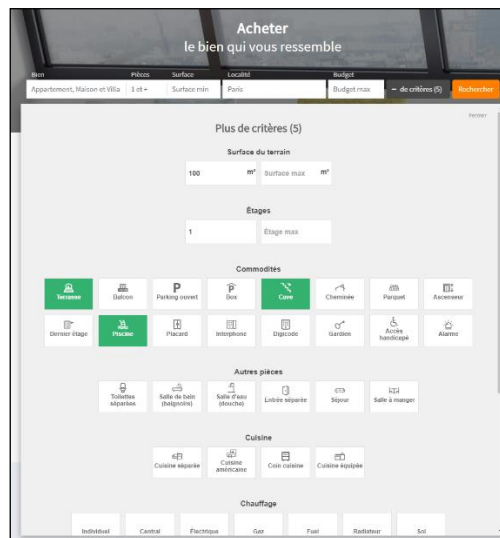 Acheter
le bien qui vous ressemble
Bien Pièces Surface Localité Budget
Appartement, Maison et Villa 1 et + Surface min Paris Budget max − de critères (5) Rechercher
Fermer
Plus de critères (5)
Surface du terrain
100 m² Surface max m²
Étages
1 Étage max
Commodités
Terrasse Balcon Parking ouvert Box Cave Cheminée Parquet Ascenseur
Dernier étage Piscine Placard Interphone Digicode Gardien Accès handicapé Alarme
Autres pièces
Toilettes séparées Salle de bain (baignoire) Salle d'eau (douche) Entrée séparée Séjour Salle à manger
Cuisine
Cuisine séparée Cuisine américaine Coin cuisine Cuisine équipée
Chauffage
Individuel Central Électrique Gaz Fuel Radiateur Sol